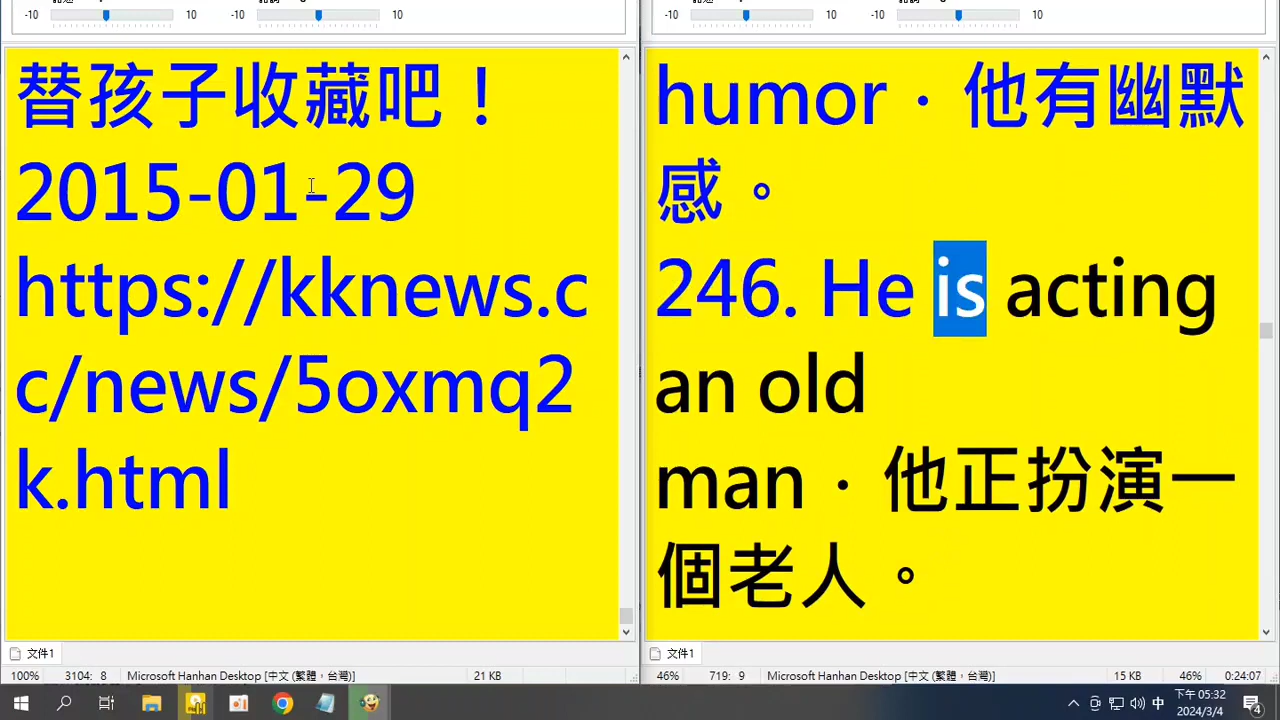 -10 10 -10 10
替孩子收藏吧！
2015-01-29
https://kknews.c
c/news/5oxmq2
k.html
文件1
100% 3104: 8 Microsoft Hanhan Desktop [中文 (繁體，台灣)] 21 KB
-10 10 -10 10
humor．他有幽默
感。
246. He is acting
an old
man．他正扮演一
個老人。
文件1
46% 719: 9 Microsoft Hanhan Desktop [中文 (繁體，台灣)] 15 KB 46% 0:24:07
中 下午 05:32
2024/3/4
4